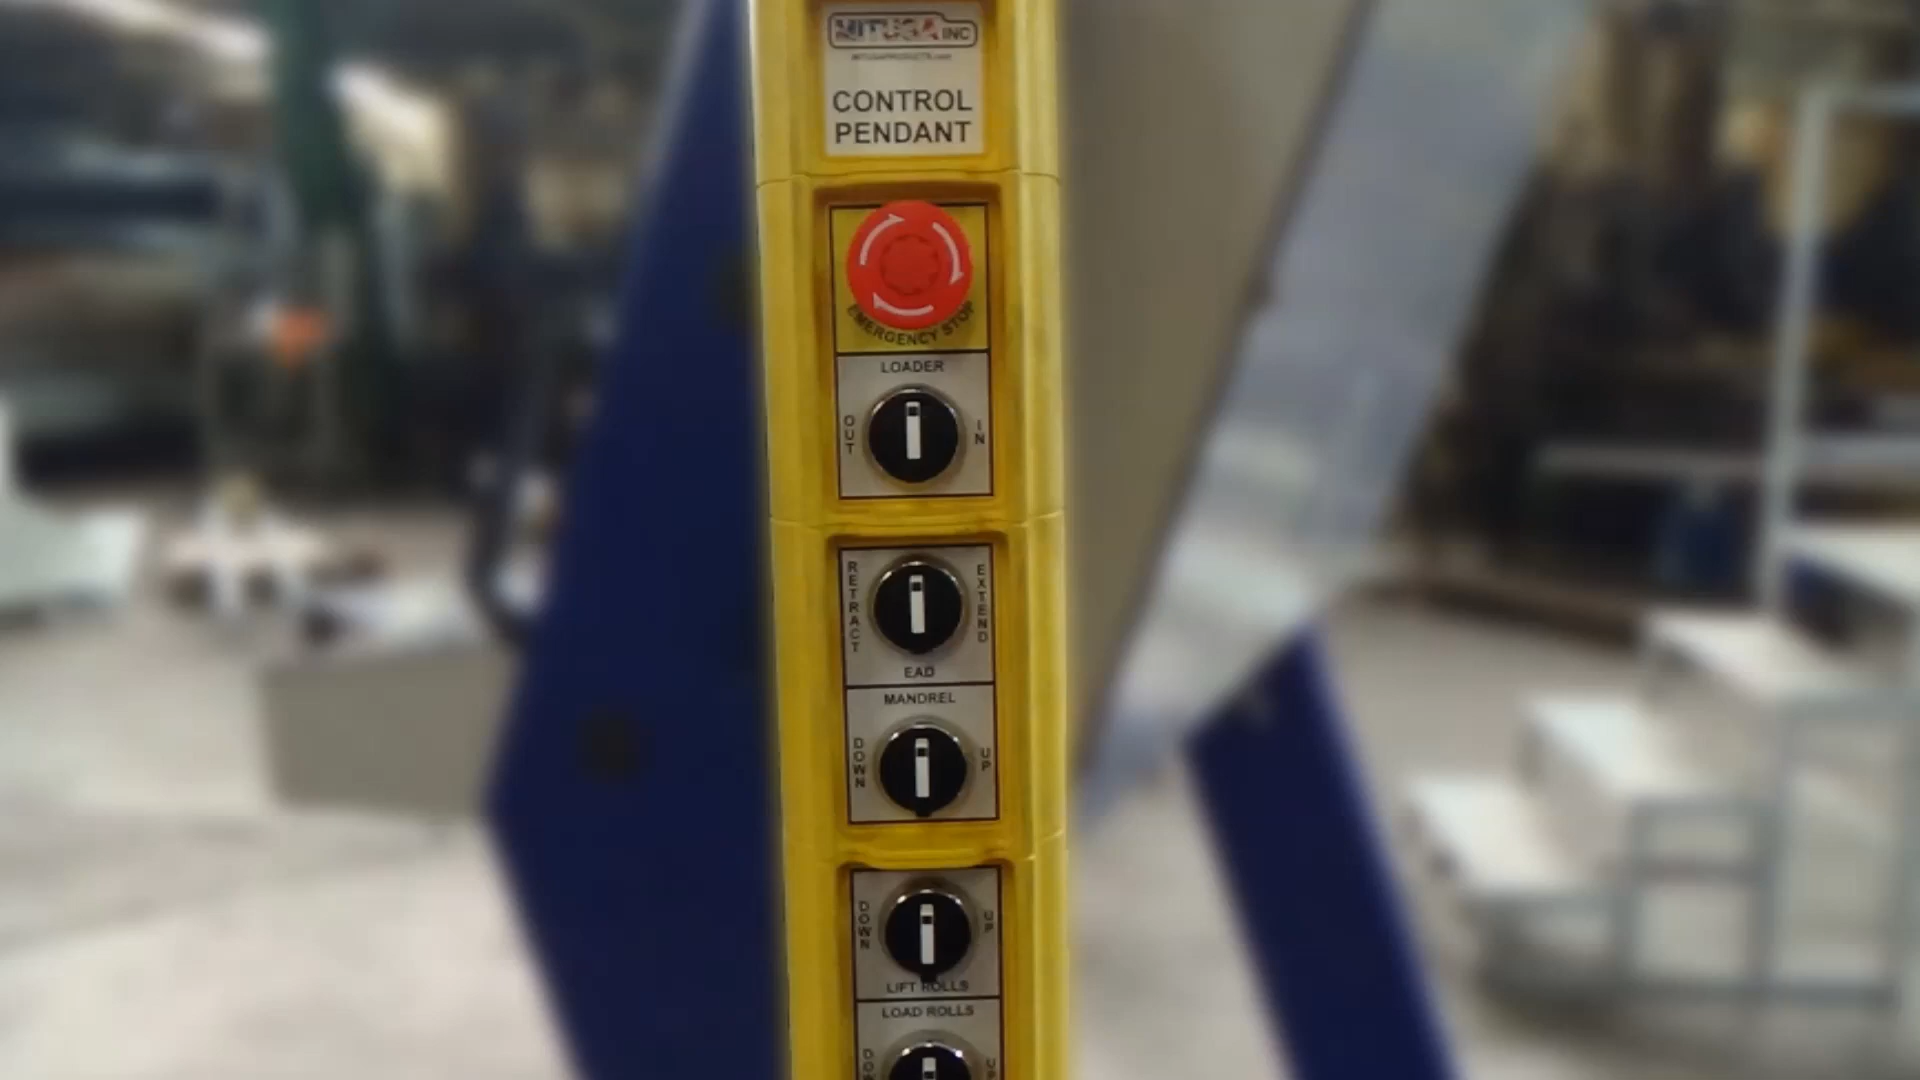 MITUSA INC
CONTROL
PENDANT
EMERGENCY STOP
LOADER
OUT
IN
RETRACT
EXTEND
EAD
MANDREL
DOWN
UP
DOWN
UP
LIFT ROLLS
LOAD ROLLS
UP